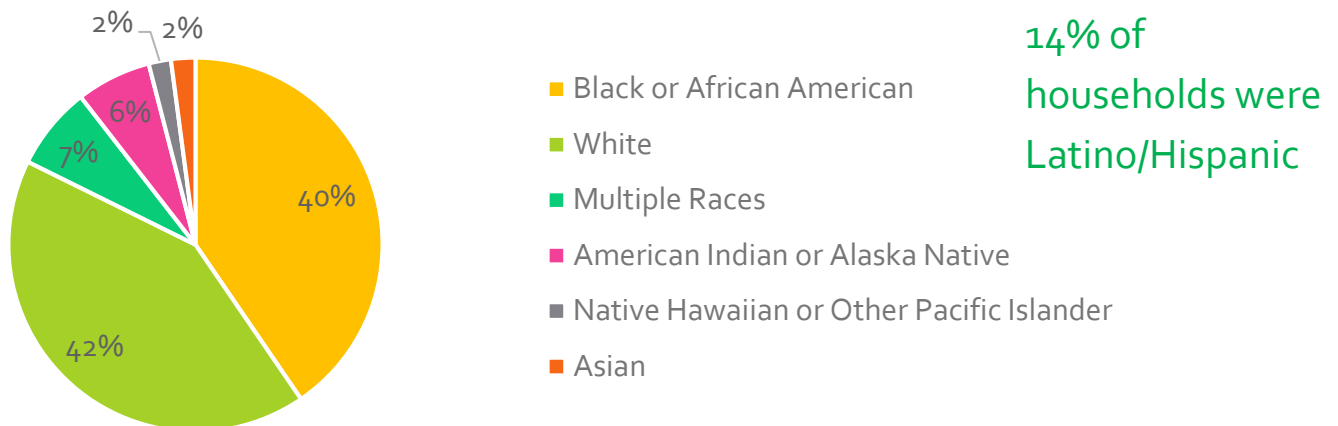 2%
2%
6%
7%
40%
42%
Black or African American
White
Multiple Races
American Indian or Alaska Native
Native Hawaiian or Other Pacific Islander
Asian
14% of
households were
Latino/Hispanic